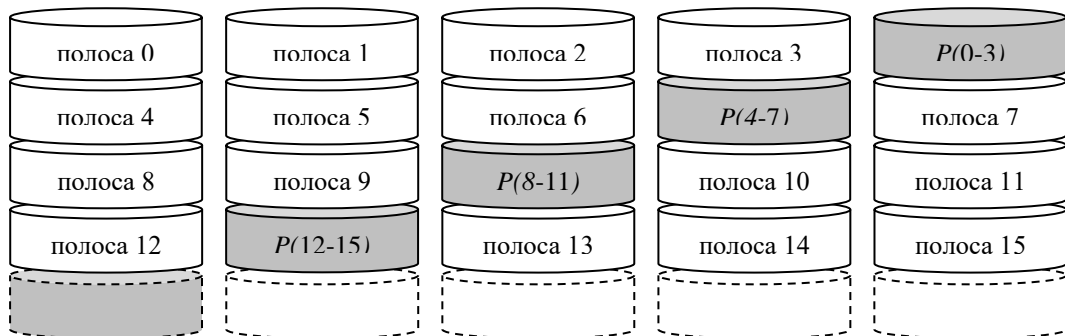 полоса 0 полоса 1 полоса 2 полоса 3 P(0-3)
полоса 4 полоса 5 полоса 6 P(4-7) полоса 7
полоса 8 полоса 9 P(8-11) полоса 10 полоса 11
полоса 12 P(12-15) полоса 13 полоса 14 полоса 15